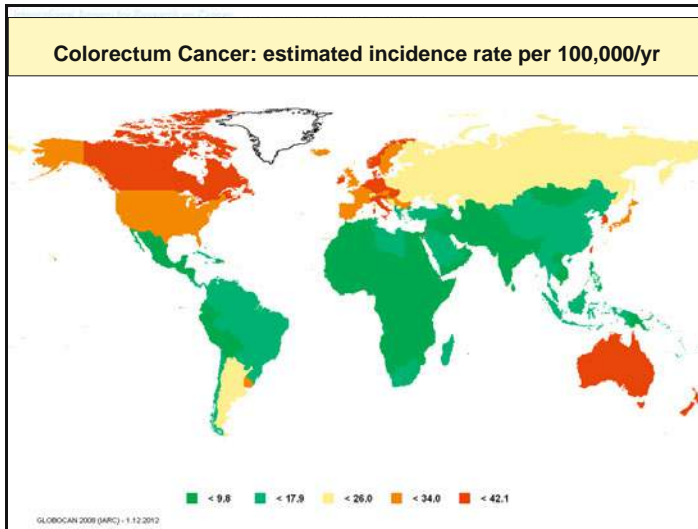 Colorectum Cancer: estimated incidence rate per 100,000/yr
< 9.8 < 17.9 < 26.0 < 34.0 < 42.1
GLOBOCAN 2008 (IARC) - 1.12.2012